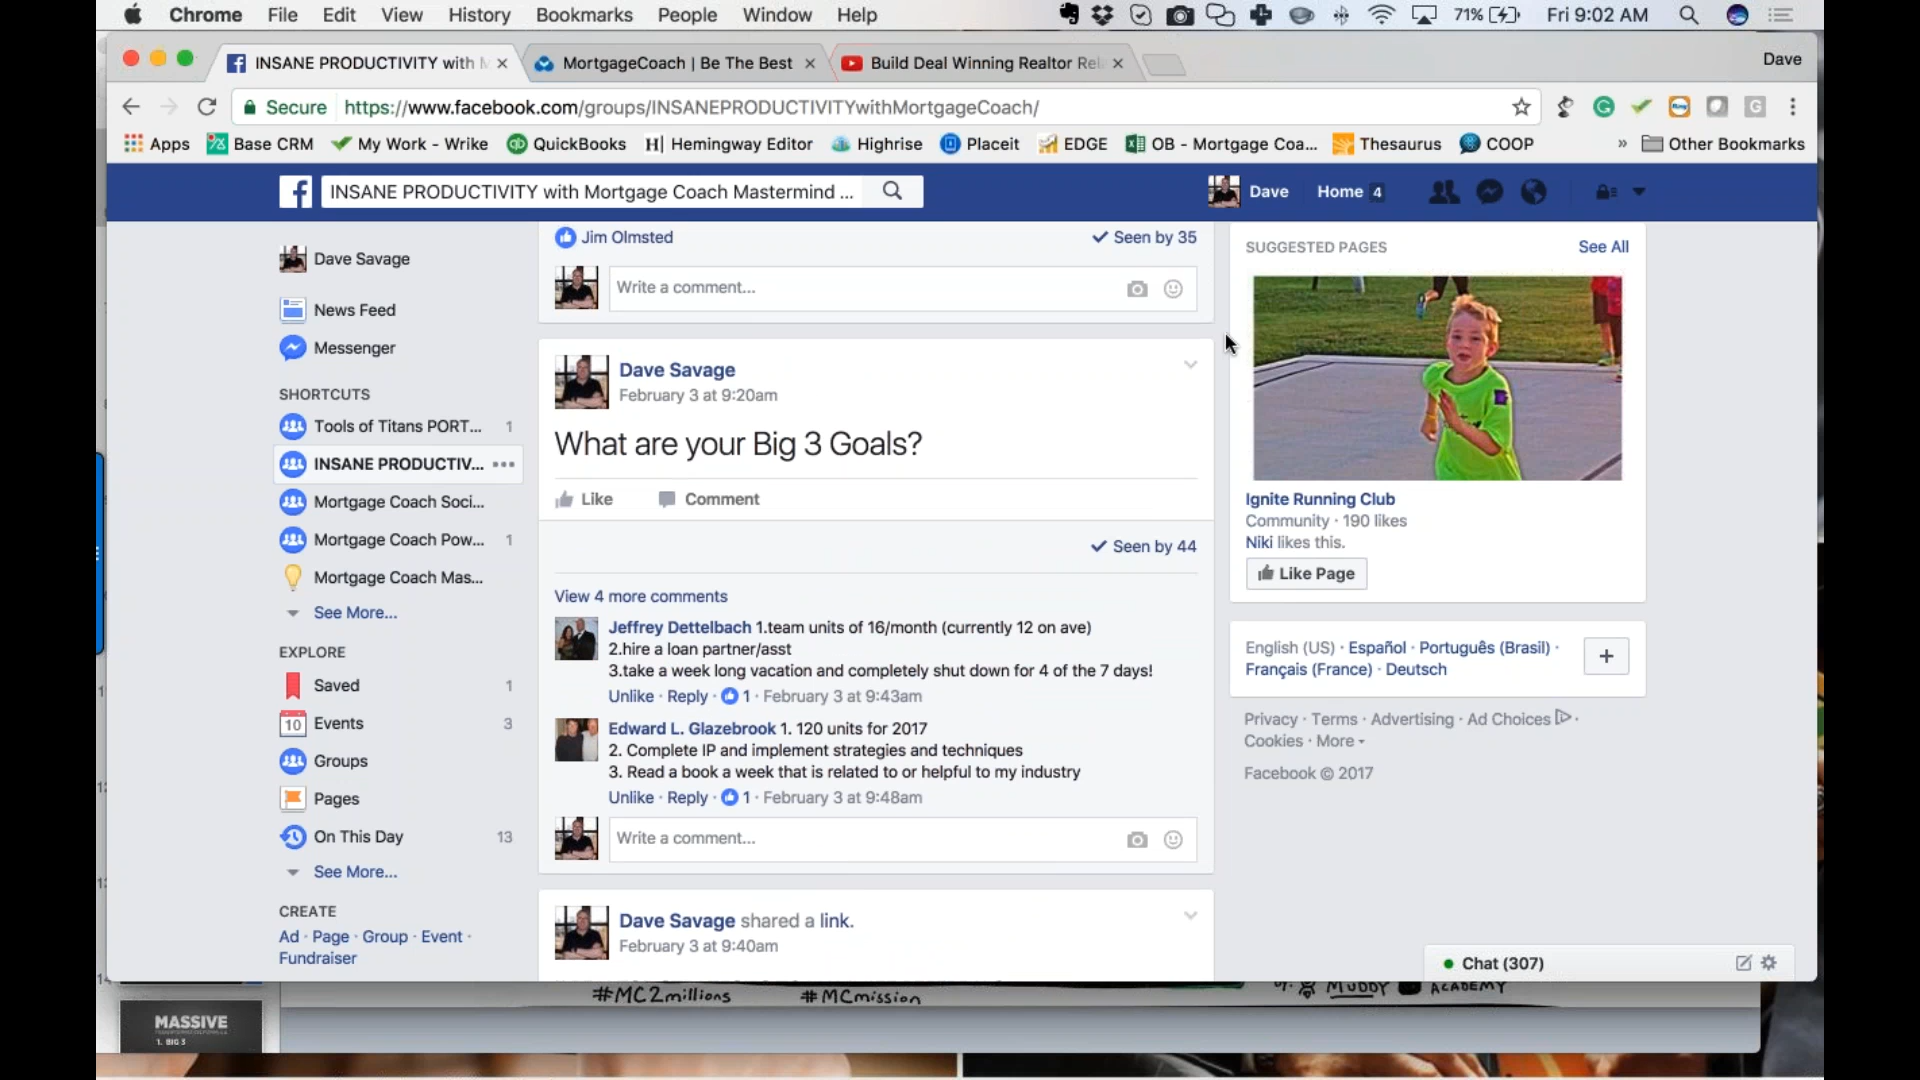 Chrome File Edit View History Bookmarks People Window Help 71% Fri 9:02 AM
INSANE PRODUCTIVITY with MortgageCoach | Be The Best Build Deal Winning Realtor Rel Dave
Secure https://www.facebook.com/groups/INSANEPRODUCTIVITYwithMortgageCoach/
Apps Base CRM My Work - Wrike QuickBooks Hemingway Editor Highrise Placeit EDGE OB - Mortgage Coa... Thesaurus COOP » Other Bookmarks
INSANE PRODUCTIVITY with Mortgage Coach Mastermind ... Dave Home 4
Dave Savage
News Feed
Messenger
SHORTCUTS
Tools of Titans PORT... 1
INSANE PRODUCTIV...
Mortgage Coach Soci...
Mortgage Coach Pow... 1
Mortgage Coach Mas...
See More...
EXPLORE
Saved 1
Events 3
Groups
Pages
On This Day 13
See More...
CREATE
Ad · Page · Group · Event ·
Fundraiser
Jim Olmsted Seen by 35
Write a comment...
Dave Savage
February 3 at 9:20am
What are your Big 3 Goals?
Like Comment
Seen by 44
View 4 more comments
Jeffrey Dettelbach 1.team units of 16/month (currently 12 on ave)
2.hire a loan partner/asst
3.take a week long vacation and completely shut down for 4 of the 7 days!
Unlike · Reply · 1 · February 3 at 9:43am
Edward L. Glazebrook 1. 120 units for 2017
2. Complete IP and implement strategies and techniques
3. Read a book a week that is related to or helpful to my industry
Unlike · Reply · 1 · February 3 at 9:48am
Write a comment...
Dave Savage shared a link.
February 3 at 9:40am
SUGGESTED PAGES See All
Ignite Running Club
Community · 190 likes
Niki likes this.
Like Page
English (US) · Español · Português (Brasil) ·
Français (France) · Deutsch
Privacy · Terms · Advertising · Ad Choices ·
Cookies · More
Facebook © 2017
Chat (307)
#MC2millions #MCmission MUDDY ACADEMY
MASSIVE
1. BIG 3